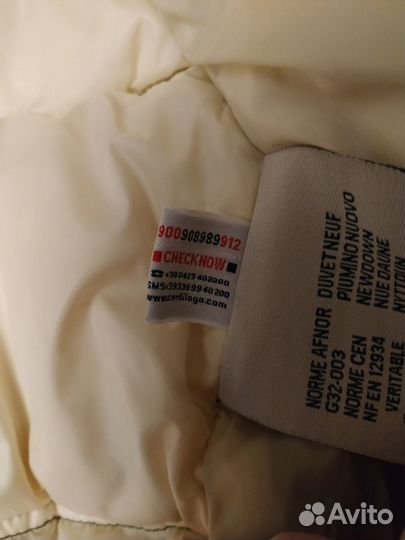 900908989912
CHECK NOW
+390423402000
SMS+393399940200
www.certilogo.com
NORME AFNOR DUVET NEUF
G32-003 PIUMINO NUOVO
NORME CEN NEWDOWN
NF EN 12934 NUE DAUNE
VERITABLE
Avito